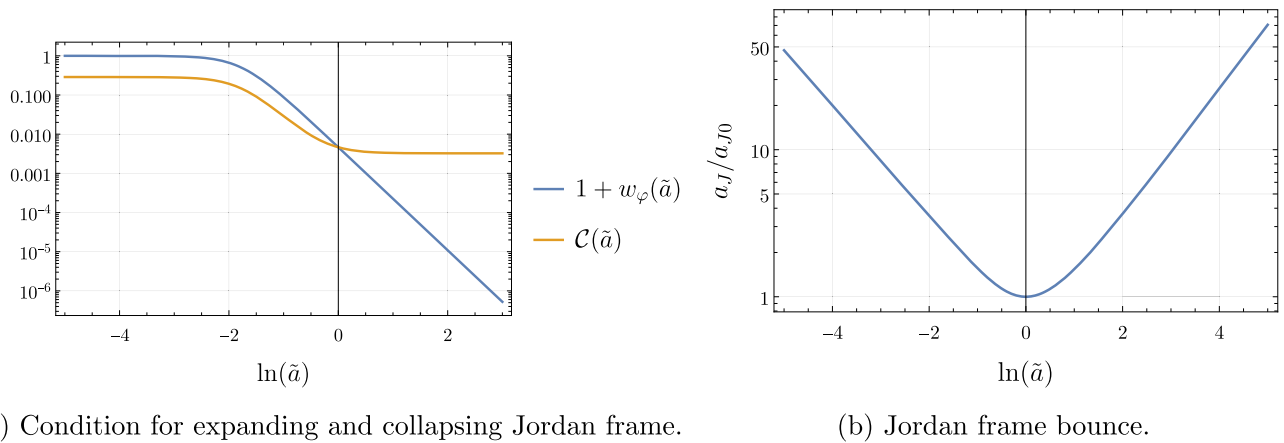 1
0.100
0.010
0.001
10⁻⁴
10⁻⁵
10⁻⁶
−4 −2 0 2
ln(ã)
1 + w_φ(ã)
𝒞(ã)
) Condition for expanding and collapsing Jordan frame.
a_J/a_{J0}
50
10
5
1
−4 −2 0 2 4
ln(ã)
(b) Jordan frame bounce.